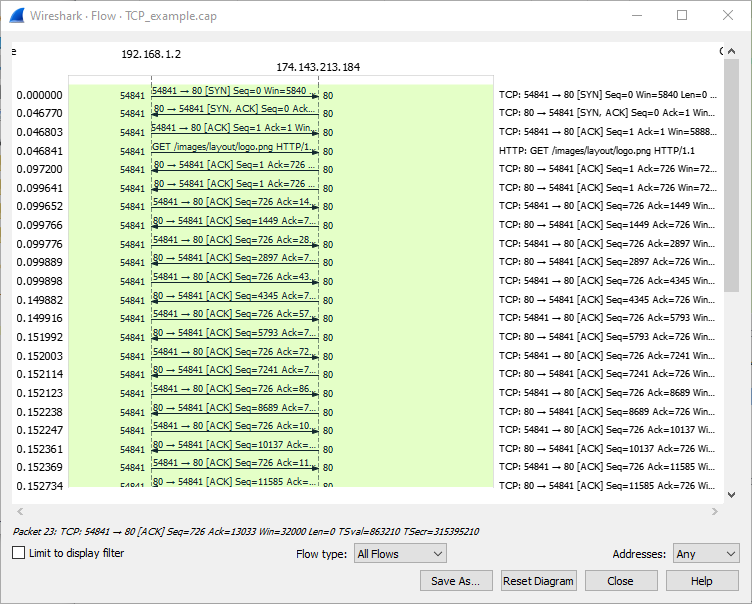 Wireshark · Flow · TCP_example.cap
192.168.1.2
174.143.213.184
0.000000 54841 54841 → 80 [SYN] Seq=0 Win=5840 ... 80 TCP: 54841 → 80 [SYN] Seq=0 Win=5840 Len=0 ...
0.046770 54841 80 → 54841 [SYN, ACK] Seq=0 Ack... 80 TCP: 80 → 54841 [SYN, ACK] Seq=0 Ack=1 Win...
0.046803 54841 54841 → 80 [ACK] Seq=1 Ack=1 Win... 80 TCP: 54841 → 80 [ACK] Seq=1 Ack=1 Win=5888...
0.046841 54841 GET /images/layout/logo.png HTTP/1... 80 HTTP: GET /images/layout/logo.png HTTP/1.1
0.097200 54841 80 → 54841 [ACK] Seq=1 Ack=726 ... 80 TCP: 80 → 54841 [ACK] Seq=1 Ack=726 Win=72...
0.099641 54841 80 → 54841 [ACK] Seq=1 Ack=726 ... 80 TCP: 80 → 54841 [ACK] Seq=1 Ack=726 Win=72...
0.099652 54841 54841 → 80 [ACK] Seq=726 Ack=14... 80 TCP: 54841 → 80 [ACK] Seq=726 Ack=1449 Win...
0.099766 54841 80 → 54841 [ACK] Seq=1449 Ack=7... 80 TCP: 80 → 54841 [ACK] Seq=1449 Ack=726 Win...
0.099776 54841 54841 → 80 [ACK] Seq=726 Ack=28... 80 TCP: 54841 → 80 [ACK] Seq=726 Ack=2897 Win...
0.099889 54841 80 → 54841 [ACK] Seq=2897 Ack=7... 80 TCP: 80 → 54841 [ACK] Seq=2897 Ack=726 Win...
0.099898 54841 54841 → 80 [ACK] Seq=726 Ack=43... 80 TCP: 54841 → 80 [ACK] Seq=726 Ack=4345 Win...
0.149882 54841 80 → 54841 [ACK] Seq=4345 Ack=7... 80 TCP: 80 → 54841 [ACK] Seq=4345 Ack=726 Win...
0.149916 54841 54841 → 80 [ACK] Seq=726 Ack=57... 80 TCP: 54841 → 80 [ACK] Seq=726 Ack=5793 Win...
0.151992 54841 80 → 54841 [ACK] Seq=5793 Ack=7... 80 TCP: 80 → 54841 [ACK] Seq=5793 Ack=726 Win...
0.152003 54841 54841 → 80 [ACK] Seq=726 Ack=72... 80 TCP: 54841 → 80 [ACK] Seq=726 Ack=7241 Win...
0.152114 54841 80 → 54841 [ACK] Seq=7241 Ack=7... 80 TCP: 80 → 54841 [ACK] Seq=7241 Ack=726 Win...
0.152123 54841 54841 → 80 [ACK] Seq=726 Ack=86... 80 TCP: 54841 → 80 [ACK] Seq=726 Ack=8689 Win...
0.152238 54841 80 → 54841 [ACK] Seq=8689 Ack=7... 80 TCP: 80 → 54841 [ACK] Seq=8689 Ack=726 Win...
0.152247 54841 54841 → 80 [ACK] Seq=726 Ack=10... 80 TCP: 54841 → 80 [ACK] Seq=726 Ack=10137 Wi...
0.152361 54841 80 → 54841 [ACK] Seq=10137 Ack=... 80 TCP: 80 → 54841 [ACK] Seq=10137 Ack=726 Wi...
0.152369 54841 54841 → 80 [ACK] Seq=726 Ack=11... 80 TCP: 54841 → 80 [ACK] Seq=726 Ack=11585 Wi...
0.152734 54841 80 → 54841 [ACK] Seq=11585 Ack=... 80 TCP: 80 → 54841 [ACK] Seq=11585 Ack=726 Wi...
Packet 23: TCP: 54841 → 80 [ACK] Seq=726 Ack=13033 Win=32000 Len=0 TSval=863210 TSecr=315395210
Limit to display filter Flow type: All Flows Addresses: Any
Save As... Reset Diagram Close Help